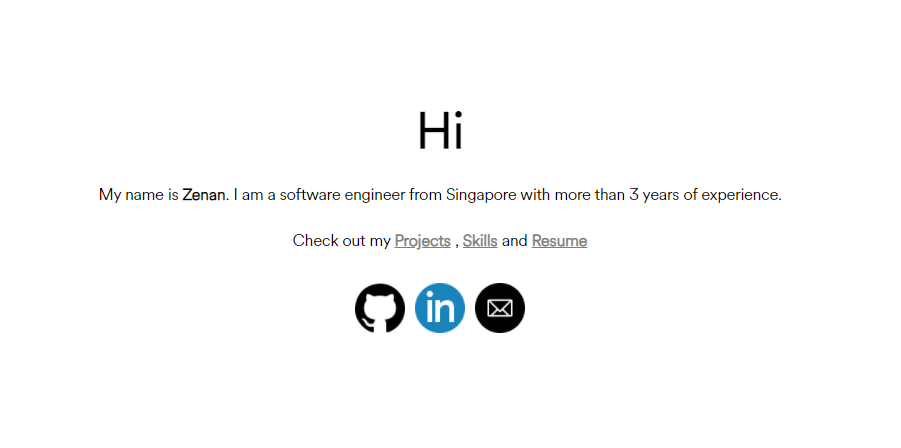 Hi
My name is Zenan. I am a software engineer from Singapore with more than 3 years of experience.
Check out my Projects , Skills and Resume
in